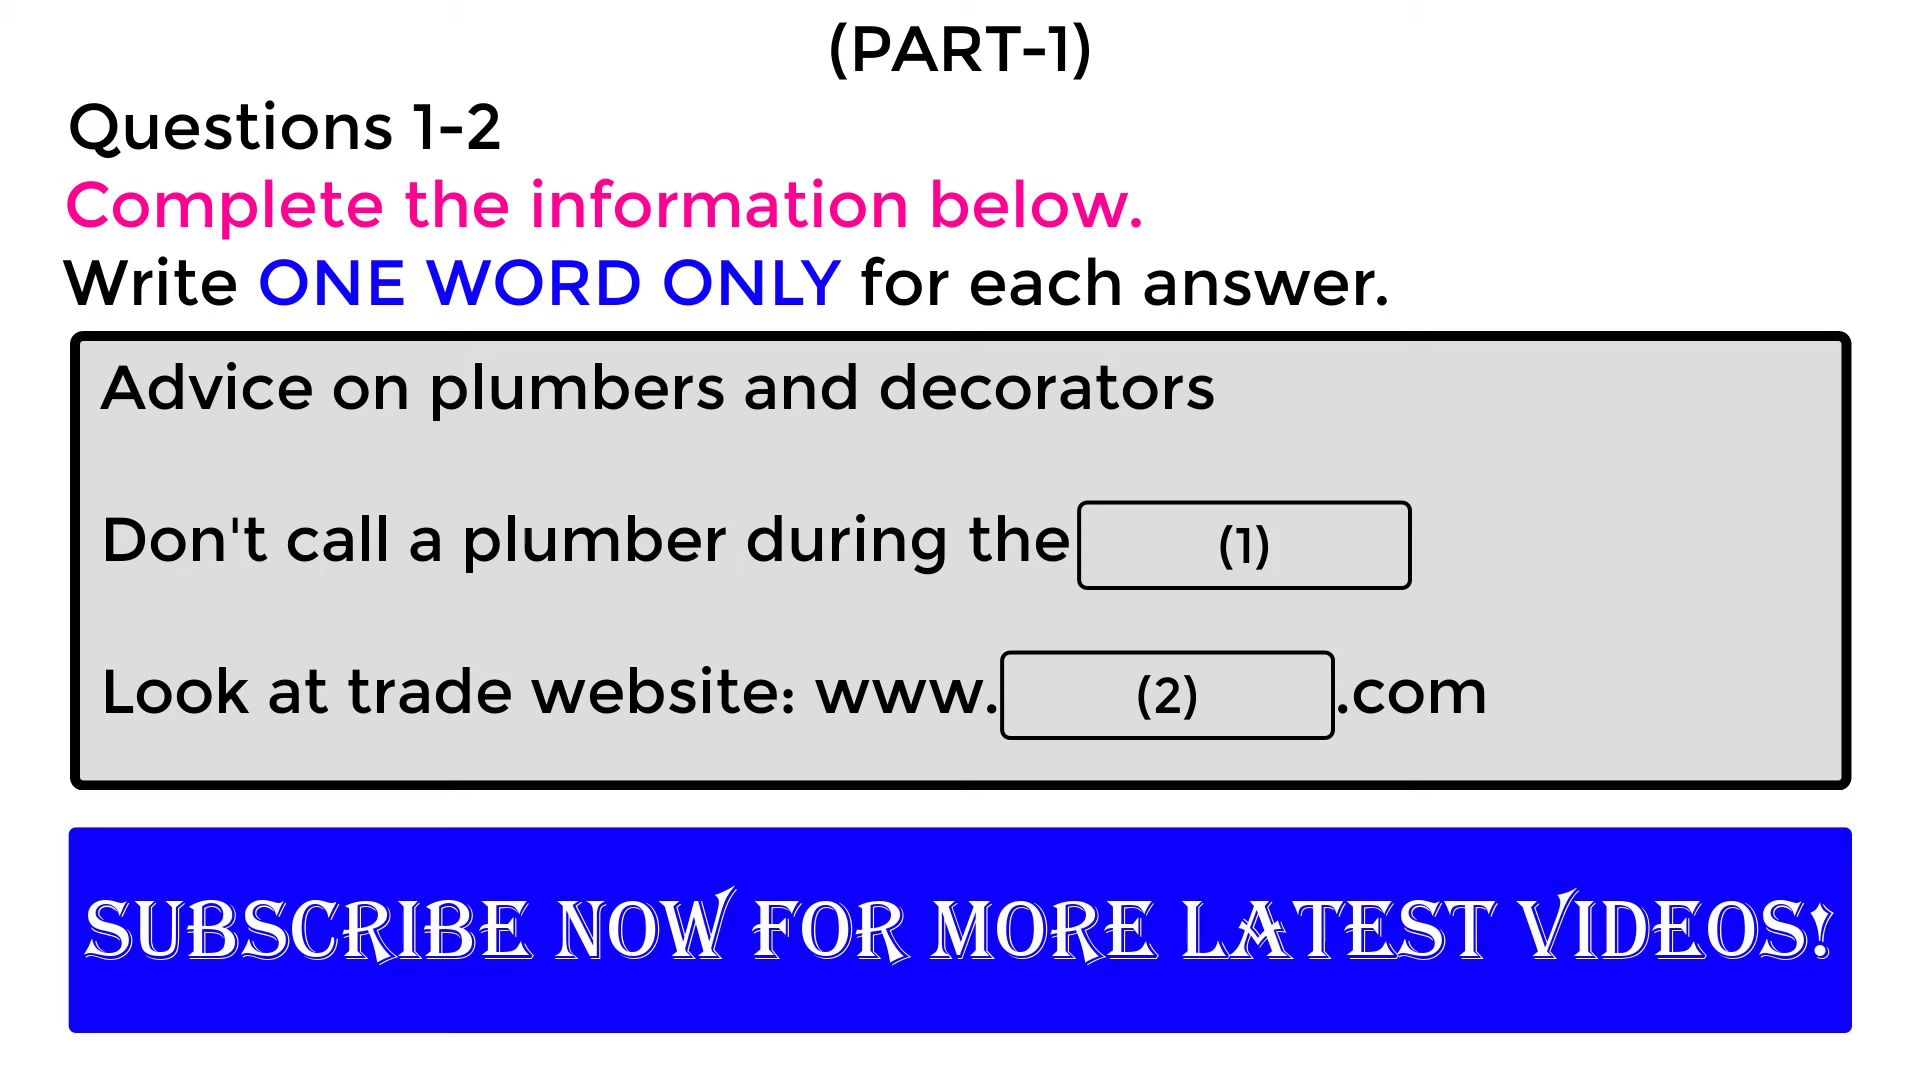 (PART-1)
Questions 1-2
Complete the information below.
Write ONE WORD ONLY for each answer.
Advice on plumbers and decorators
Don't call a plumber during the (1)
Look at trade website: www. (2) .com
SUBSCRIBE NOW FOR MORE LATEST VIDEOS!